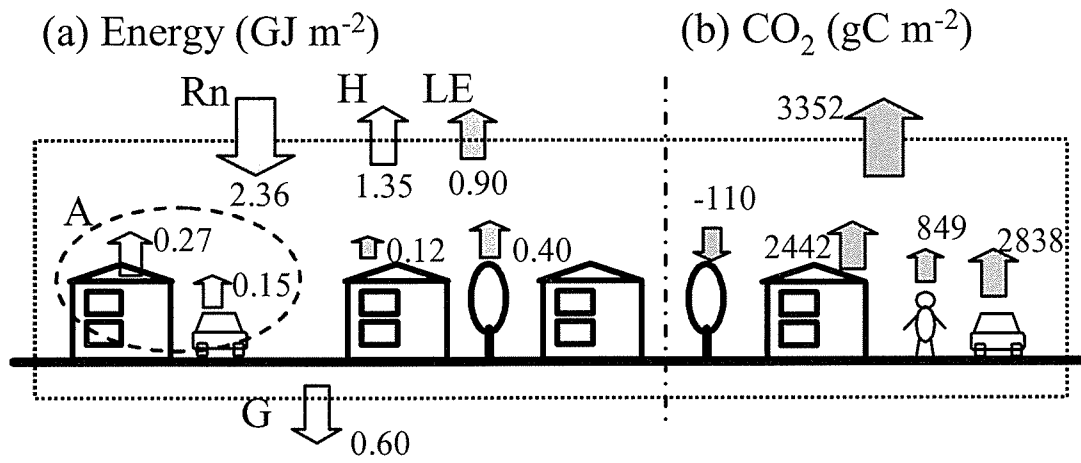 (a) Energy (GJ m-2)
(b) CO2 (gC m-2)
Rn
H
LE
3352
2.36
1.35
0.90
-110
A
0.27
0.12
0.40
2442
849
2838
0.15
G
0.60